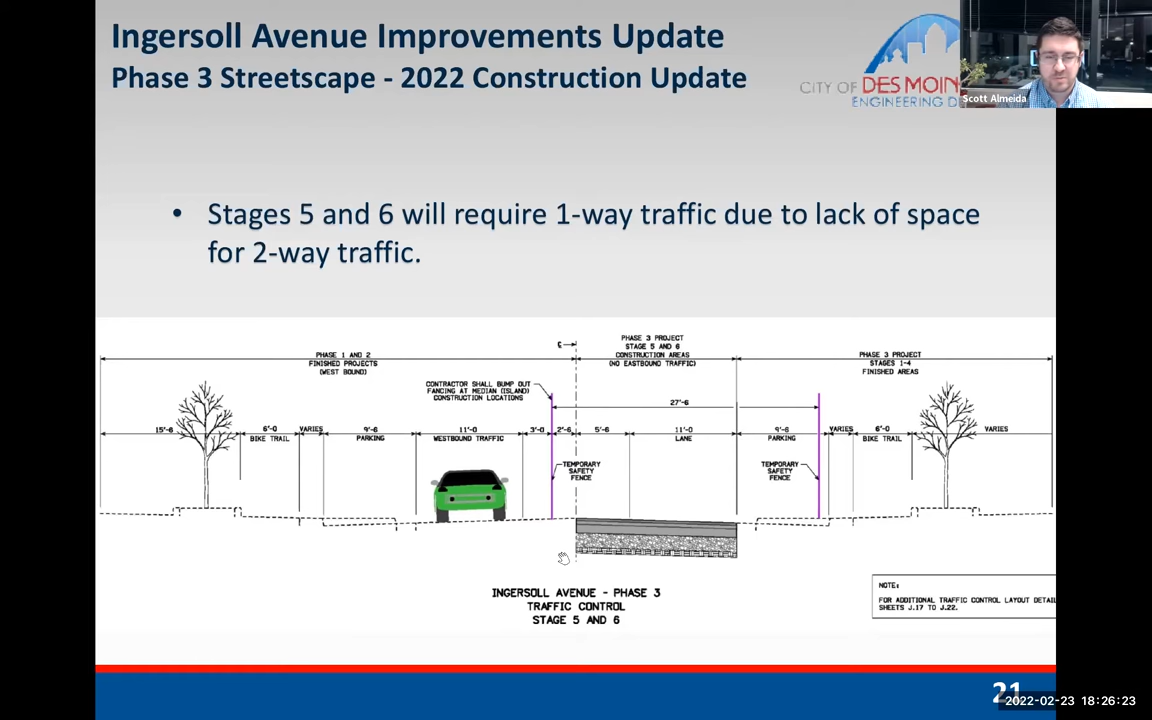 Ingersoll Avenue Improvements Update
Phase 3 Streetscape - 2022 Construction Update
CITY OF DES MOIN
ENGINEERING D
Scott Almeida
• Stages 5 and 6 will require 1-way traffic due to lack of space
for 2-way traffic.
PHASE 1 AND 2
FINISHED PROJECTS
(WEST BOUND)
PHASE 3 PROJECT
STAGE 5 AND 6
CONSTRUCTION AREAS
(NO EASTBOUND TRAFFIC)
PHASE 3 PROJECT
STAGES 1-4
FINISHED AREAS
CONTRACTOR SHALL BUMP OUT
FANCING AT MEDIAN (ISLAND)
CONSTRUCTION LOCATIONS
27'-6
15'-6 6'-0 VARIES 9'-6 11'-0 3'-0 2'-6 5'-6 11'-0 9'-6 VARIES 6'-0 VARIES
BIKE TRAIL PARKING WESTBOUND TRAFFIC LANE PARKING BIKE TRAIL
TEMPORARY
SAFETY
FENCE
TEMPORARY
SAFETY
FENCE
INGERSOLL AVENUE - PHASE 3
TRAFFIC CONTROL
STAGE 5 AND 6
NOTE:
FOR ADDITIONAL TRAFFIC CONTROL LAYOUT DETAIL
SHEETS J.17 TO J.22.
21
2022-02-23 18:26:23